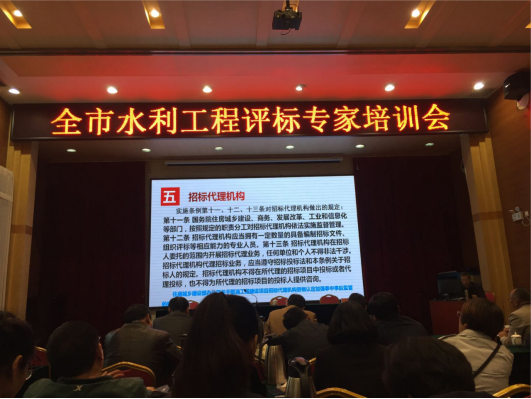 全市水利工程评标专家培训会
五 招标代理机构
实施条例第十一、十二、十三条对招标代理机构做出的规定:
第十一条 国务院住房城乡建设、商务、发展改革、工业和信息化
等部门，按照规定的职责分工对招标代理机构依法实施监督管理。
第十二条 招标代理机构应当拥有一定数量的具备编制招标文件、
组织评标等相应能力的专业人员。第十三条 招标代理机构在招标
人委托的范围内开展招标代理业务，任何单位和个人不得非法干涉。
招标代理机构代理招标业务，应当遵守招标投标法和本条例关于招
标人的规定。招标代理机构不得在所代理的招标项目中投标或者代
理投标，也不得为所代理的招标项目的投标人提供咨询。